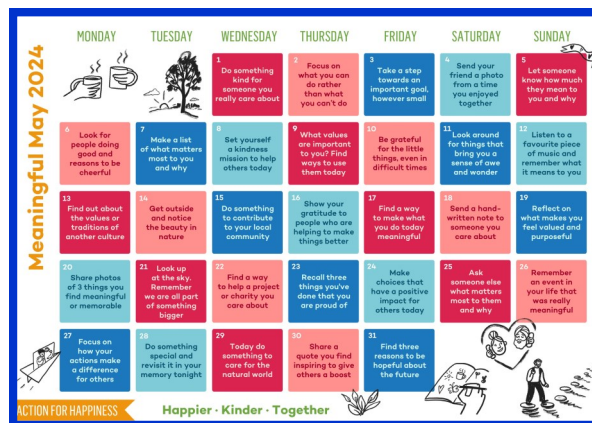 Meaningful May 2024
MONDAY TUESDAY WEDNESDAY THURSDAY FRIDAY SATURDAY SUNDAY
1
Do something
kind for
someone you
really care about
2
Focus on
what you can
do rather
than what
you can't do
3
Take a step
towards an
important goal,
however small
4
Send your
friend a photo
from a time
you enjoyed
together
5
Let someone
know how much
they mean to
you and why
6
Look for
people doing
good and
reasons to be
cheerful
7
Make a list
of what matters
most to you
and why
8
Set yourself
a kindness
mission to help
others today
9
What values are
important to
you? Find
ways to use
them today
10
Be grateful
for the little
things, even in
difficult times
11
Look around
for things that
bring you a
sense of awe
and wonder
12
Listen to a
favourite piece
of music and
remember what
it means to you
13
Find out about
the values or
traditions of
another culture
14
Get outside
and notice
the beauty in
nature
15
Do something
to contribute
to your local
community
16
Show your
gratitude to
people who are
helping to make
things better
17
Find a way
to make what
you do today
meaningful
18
Send a hand-
written note to
someone you
care about
19
Reflect on
what makes you
feel valued and
purposeful
20
Share photos
of 3 things you
find meaningful
or memorable
21
Look up
at the sky.
Remember
we are all part
of something
bigger
22
Find a way
to help a project
or charity you
care about
23
Recall three
things you've
done that you
are proud of
24
Make
choices that
have a positive
impact for
others today
25
Ask
someone else
what matters
most to them
and why
26
Remember
an event in
your life that
was really
meaningful
27
Focus on
how your
actions make
a difference
for others
28
Do something
special and
revisit it in your
memory tonight
29
Today do
something to
care for the
natural world
30
Share a
quote you find
inspiring to give
others a boost
31
Find three
reasons to be
hopeful about
the future
ACTION FOR HAPPINESS
Happier · Kinder · Together